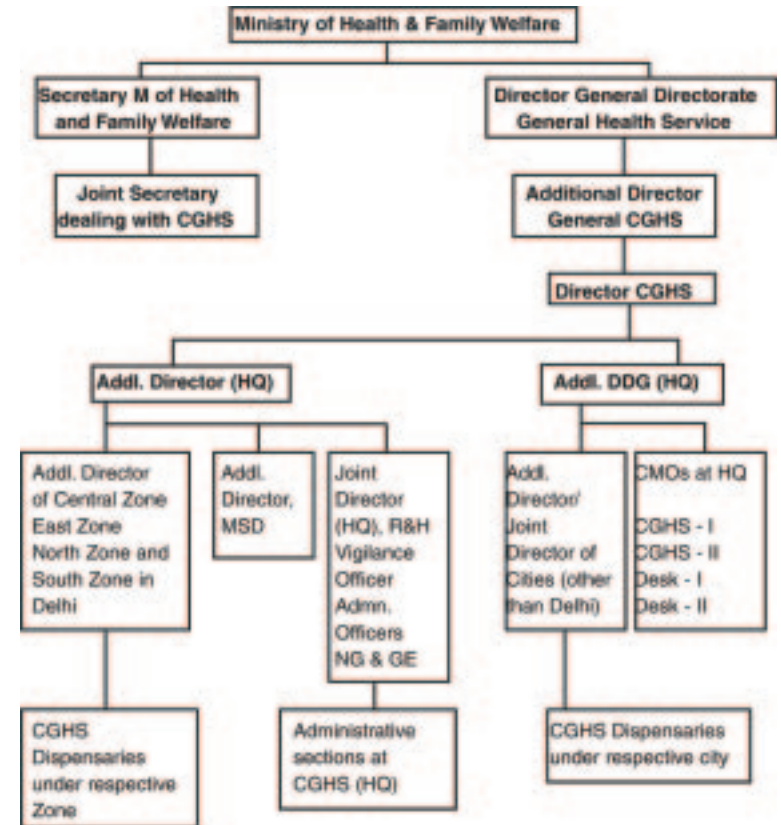 Ministry of Health & Family Welfare
Secretary M of Health
and Family Welfare
Director General Directorate
General Health Service
Joint Secretary
dealing with CGHS
Additional Director
General CGHS
Director CGHS
Addl. Director (HQ)
Addl. DDG (HQ)
Addl. Director
of Central Zone
East Zone
North Zone and
South Zone in
Delhi
Addl.
Director,
MSD
Joint
Director
(HQ), R&H
Vigilance
Officer
Admn.
Officers
NG & GE
Addl.
Director/
Joint
Director of
Cities (other
than Delhi)
CMOs at HQ
CGHS - I
CGHS - II
Desk - I
Desk - II
CGHS
Dispensaries
under respective
Zone
Administrative
sections at
CGHS (HQ)
CGHS Dispensaries
under respective city